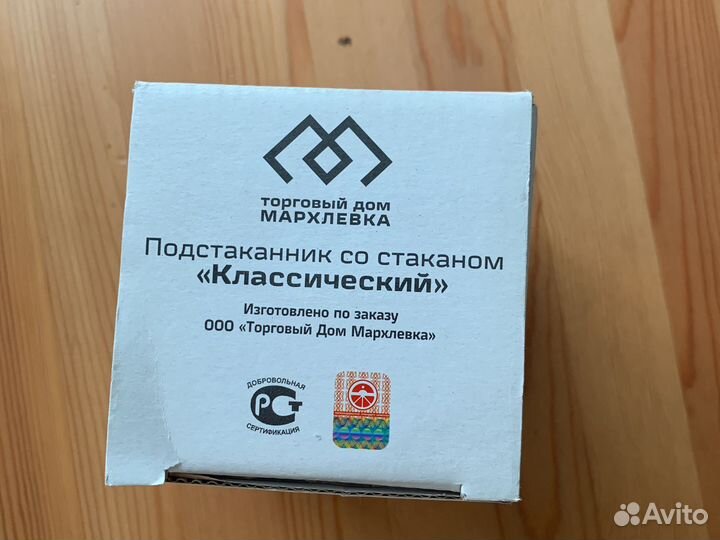 ТОРГОВЫЙ ДОМ
МАРХЛЕВКА
Подстаканник со стаканом
«Классический»
Изготовлено по заказу
ООО «Торговый Дом Мархлевка»
ДОБРОВОЛЬНАЯ
РСТ
СЕРТИФИКАЦИЯ
Avito